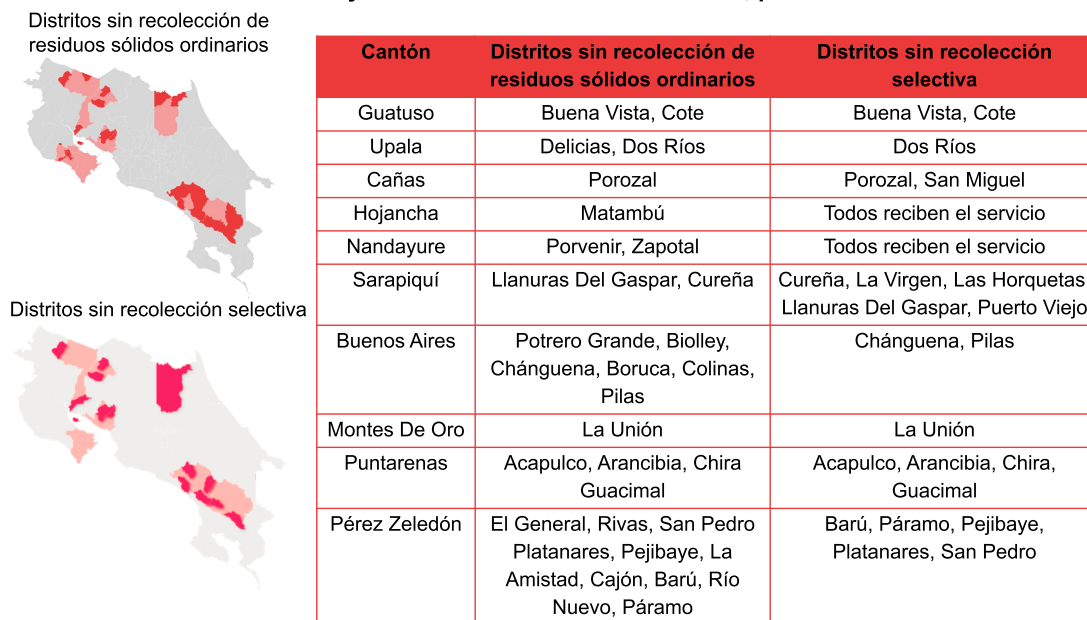 Distritos sin recolección de
residuos sólidos ordinarios
Distritos sin recolección selectiva
Cantón
Distritos sin recolección de
residuos sólidos ordinarios
Distritos sin recolección
selectiva
Guatuso
Buena Vista, Cote
Buena Vista, Cote
Upala
Delicias, Dos Ríos
Dos Ríos
Cañas
Porozal
Porozal, San Miguel
Hojancha
Matambú
Todos reciben el servicio
Nandayure
Porvenir, Zapotal
Todos reciben el servicio
Sarapiquí
Llanuras Del Gaspar, Cureña
Cureña, La Virgen, Las Horquetas
Llanuras Del Gaspar, Puerto Viejo
Buenos Aires
Potrero Grande, Biolley,
Chánguena, Boruca, Colinas,
Pilas
Chánguena, Pilas
Montes De Oro
La Unión
La Unión
Puntarenas
Acapulco, Arancibia, Chira
Guacimal
Acapulco, Arancibia, Chira,
Guacimal
Pérez Zeledón
El General, Rivas, San Pedro
Platanares, Pejibaye, La
Amistad, Cajón, Barú, Río
Nuevo, Páramo
Barú, Páramo, Pejibaye,
Platanares, San Pedro